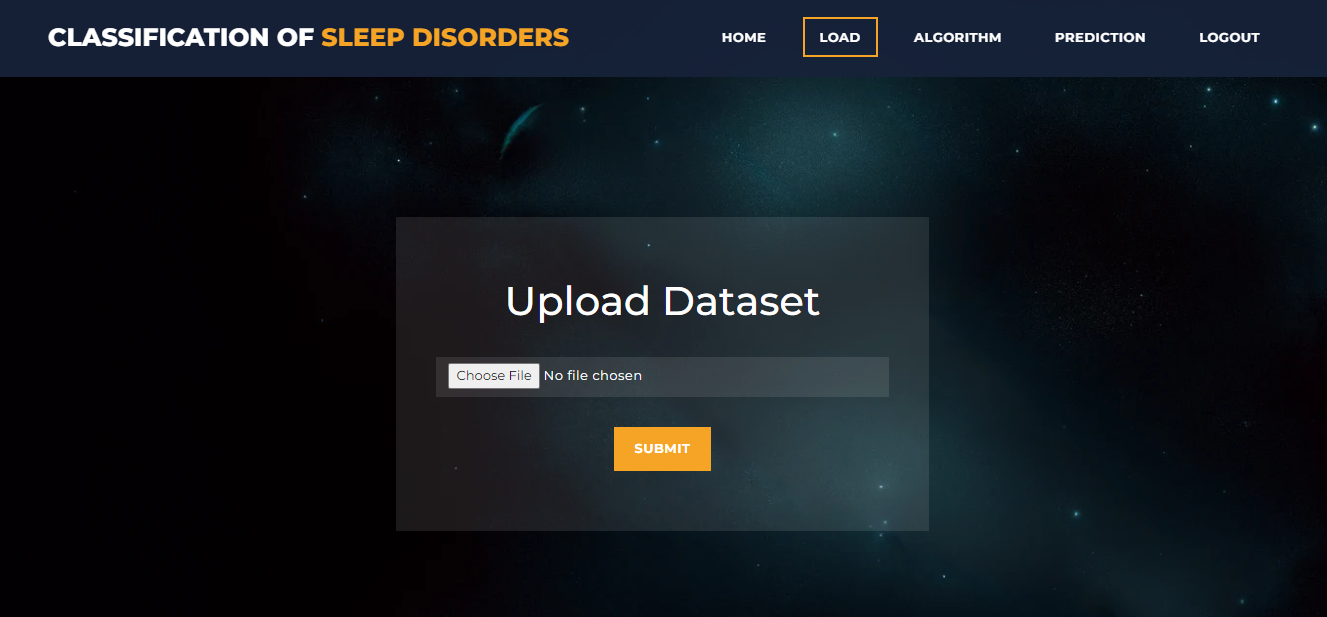 CLASSIFICATION OF SLEEP DISORDERS
HOME LOAD ALGORITHM PREDICTION LOGOUT
Upload Dataset
Choose File No file chosen
SUBMIT